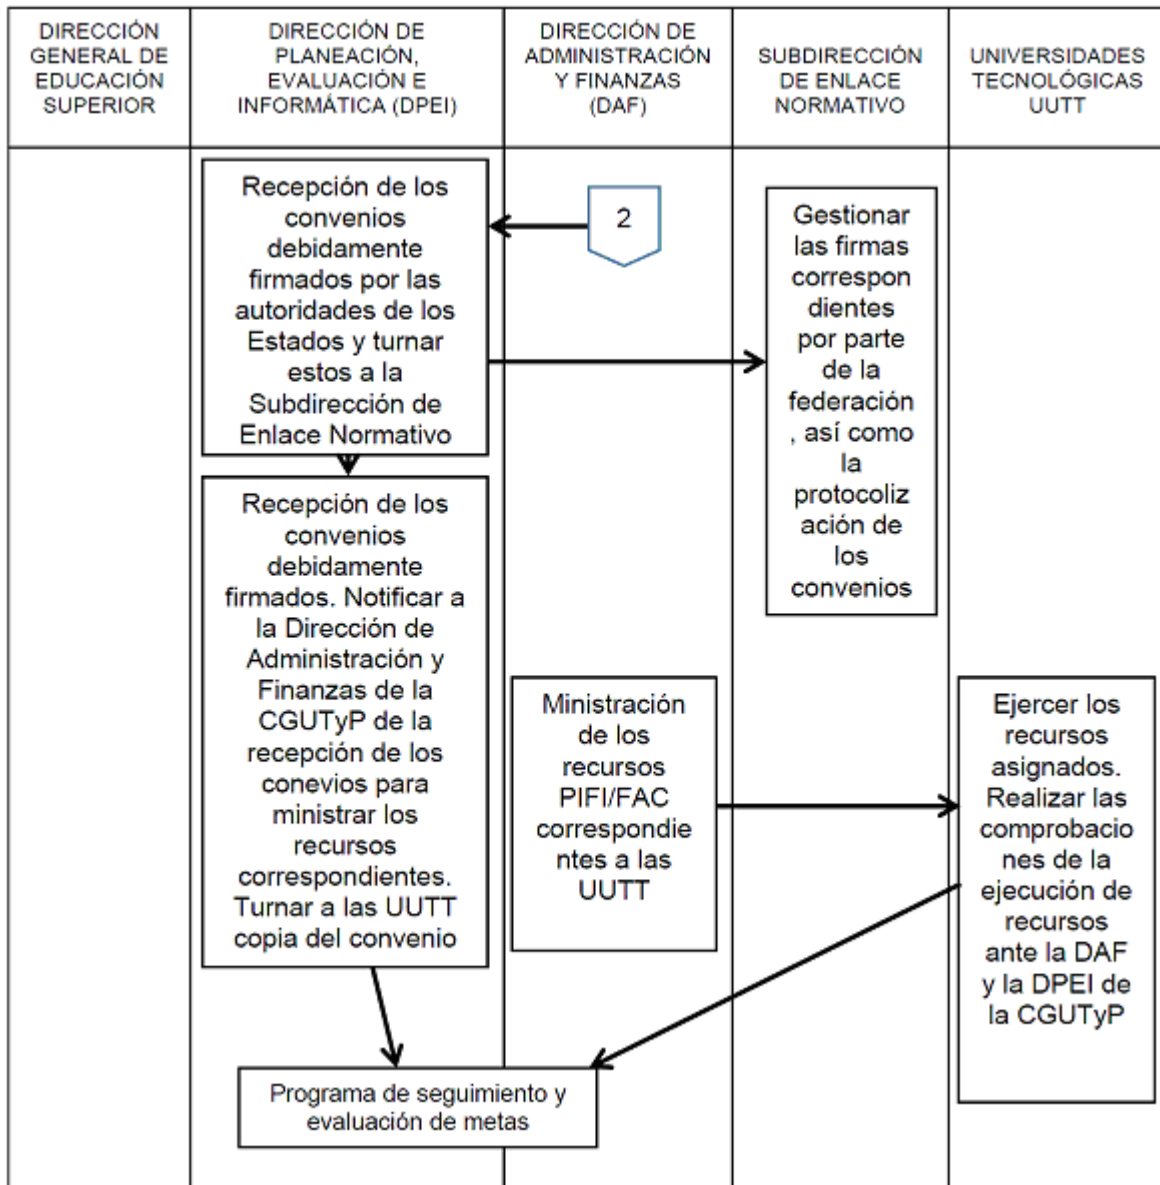 DIRECCIÓN
GENERAL DE
EDUCACIÓN
SUPERIOR
DIRECCIÓN DE
PLANEACIÓN,
EVALUACIÓN E
INFORMÁTICA (DPEI)
DIRECCIÓN DE
ADMINISTRACIÓN
Y FINANZAS
(DAF)
SUBDIRECCIÓN
DE ENLACE
NORMATIVO
UNIVERSIDADES
TECNOLÓGICAS
UUTT
Recepción de los
convenios
debidamente
firmados por las
autoridades de los
Estados y turnar
estos a la
Subdirección de
Enlace Normativo
2
Gestionar
las firmas
correspon
dientes
por parte
de la
federación
, así como
la
protocoliz
ación de
los
convenios
Recepción de los
convenios
debidamente
firmados. Notificar a
la Dirección de
Administración y
Finanzas de la
CGUTyP de la
recepción de los
conevios para
ministrar los
recursos
correspondientes.
Turnar a las UUTT
copia del convenio
Ministración
de los
recursos
PIFI/FAC
correspondie
ntes a las
UUTT
Ejercer los
recursos
asignados.
Realizar las
comprobacio
nes de la
ejecución de
recursos
ante la DAF
y la DPEI de
la CGUTyP
Programa de seguimiento y
evaluación de metas